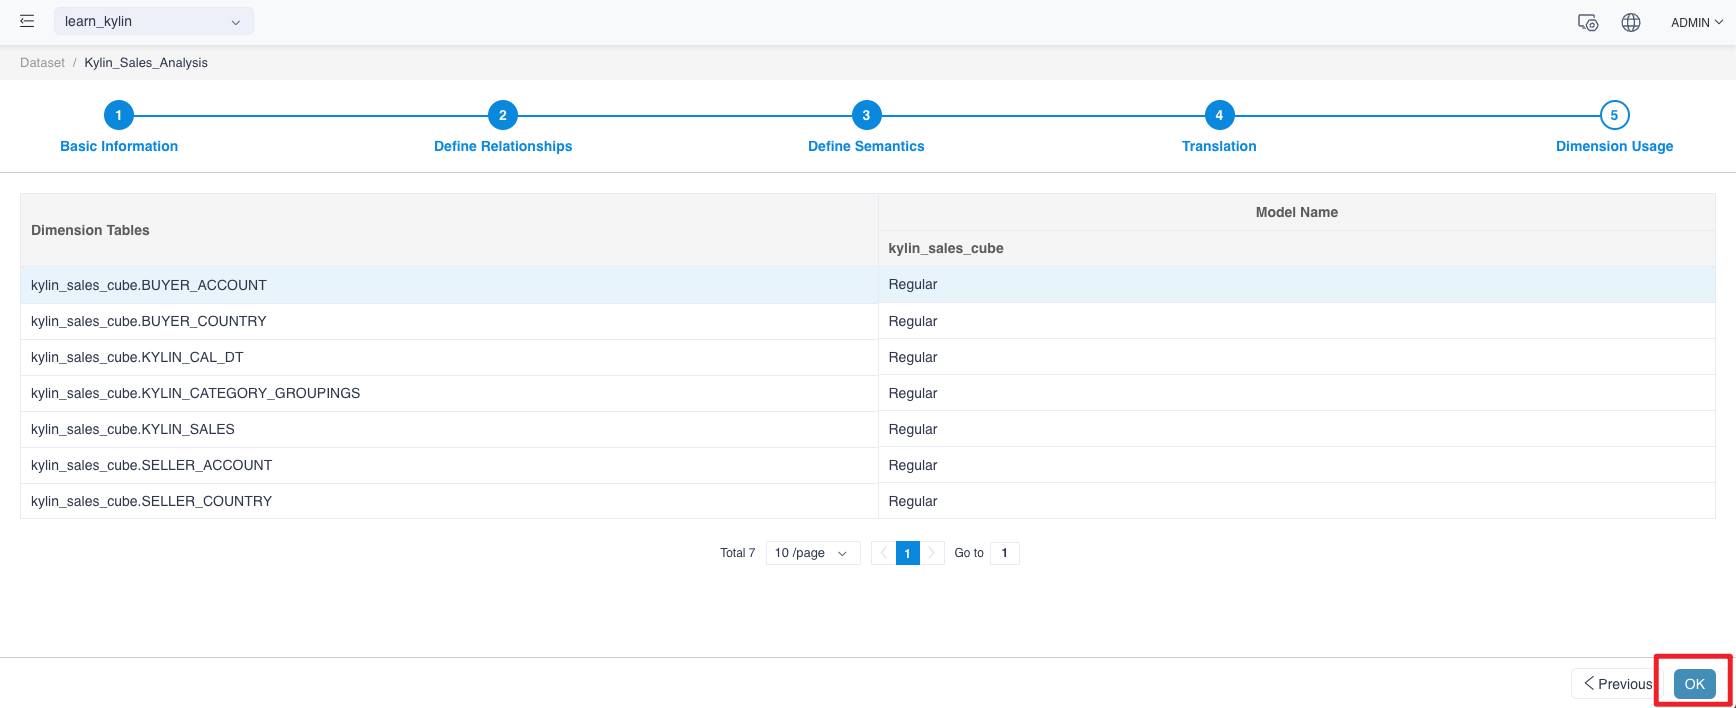 learn_kylin
ADMIN
Dataset / Kylin_Sales_Analysis
1 2 3 4 5
Basic Information Define Relationships Define Semantics Translation Dimension Usage
Dimension Tables Model Name
kylin_sales_cube
kylin_sales_cube.BUYER_ACCOUNT Regular
kylin_sales_cube.BUYER_COUNTRY Regular
kylin_sales_cube.KYLIN_CAL_DT Regular
kylin_sales_cube.KYLIN_CATEGORY_GROUPINGS Regular
kylin_sales_cube.KYLIN_SALES Regular
kylin_sales_cube.SELLER_ACCOUNT Regular
kylin_sales_cube.SELLER_COUNTRY Regular
Total 7 10 /page 1 Go to 1
Previous OK